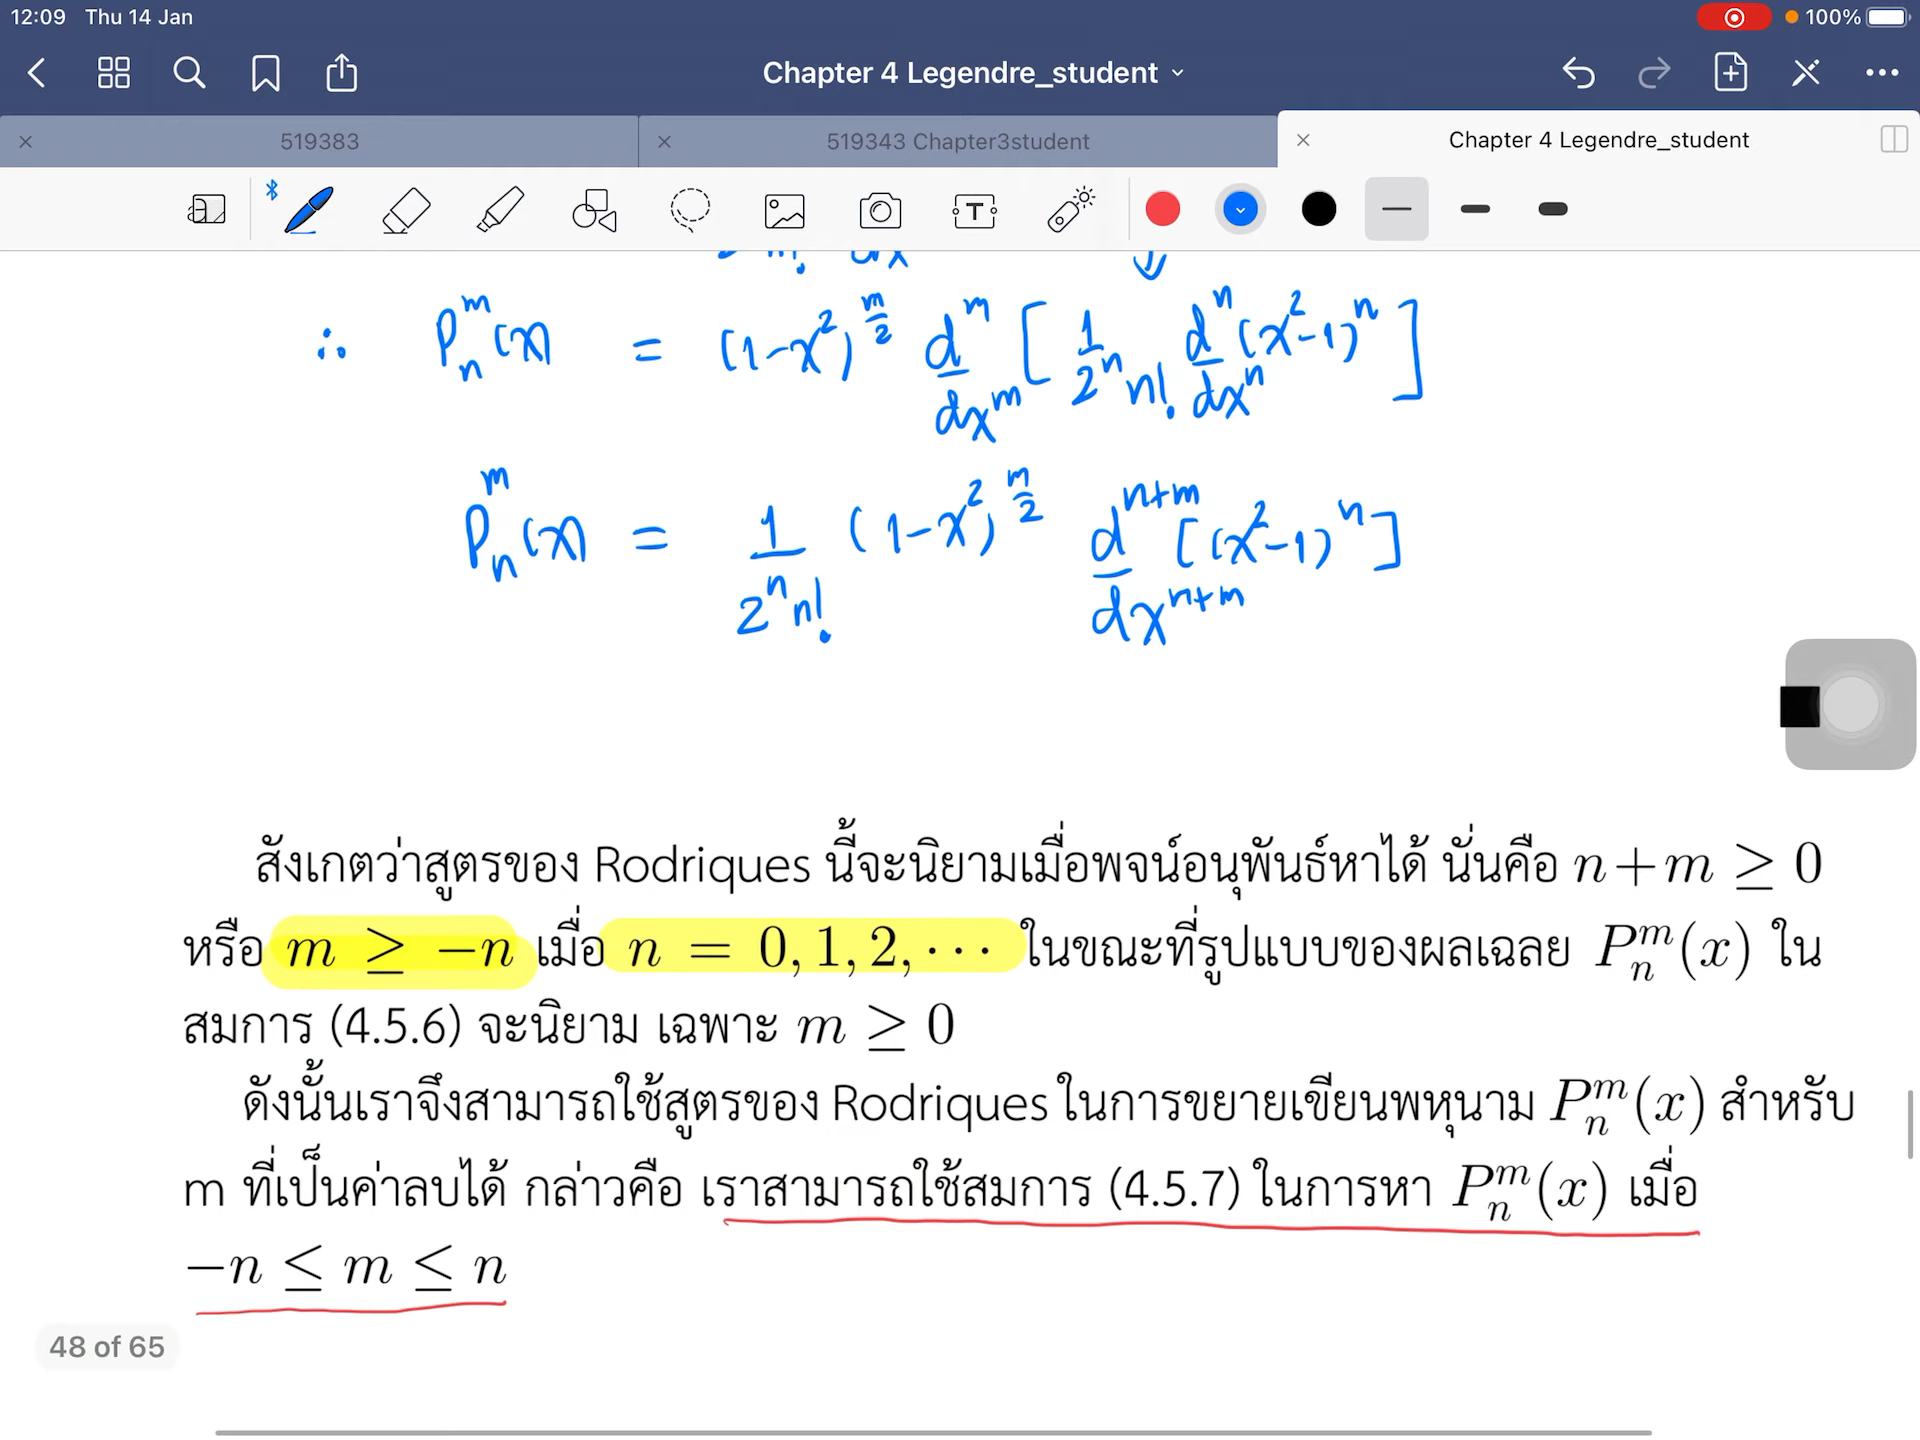 12:09 Thu 14 Jan 100%
Chapter 4 Legendre_student
519383 519343 Chapter3student Chapter 4 Legendre_student
∴ P_n^m(x) = (1-x²)^{m/2} d^m/dx^m [ 1/(2^n n!) d^n/dx^n (x²-1)^n ]
P_n^m(x) = 1/(2^n n!) (1-x²)^{m/2} d^{n+m}/dx^{n+m} [(x²-1)^n]
สังเกตว่าสูตรของ Rodriques นี้จะนิยามเมื่อพจน์อนุพันธ์หาได้ นั่นคือ n + m ≥ 0
หรือ m ≥ −n เมื่อ n = 0, 1, 2, ⋯ ในขณะที่รูปแบบของผลเฉลย P_n^m(x) ใน
สมการ (4.5.6) จะนิยาม เฉพาะ m ≥ 0
ดังนั้นเราจึงสามารถใช้สูตรของ Rodriques ในการขยายเขียนพหุนาม P_n^m(x) สำหรับ
m ที่เป็นค่าลบได้ กล่าวคือ เราสามารถใช้สมการ (4.5.7) ในการหา P_n^m(x) เมื่อ
−n ≤ m ≤ n
48 of 65